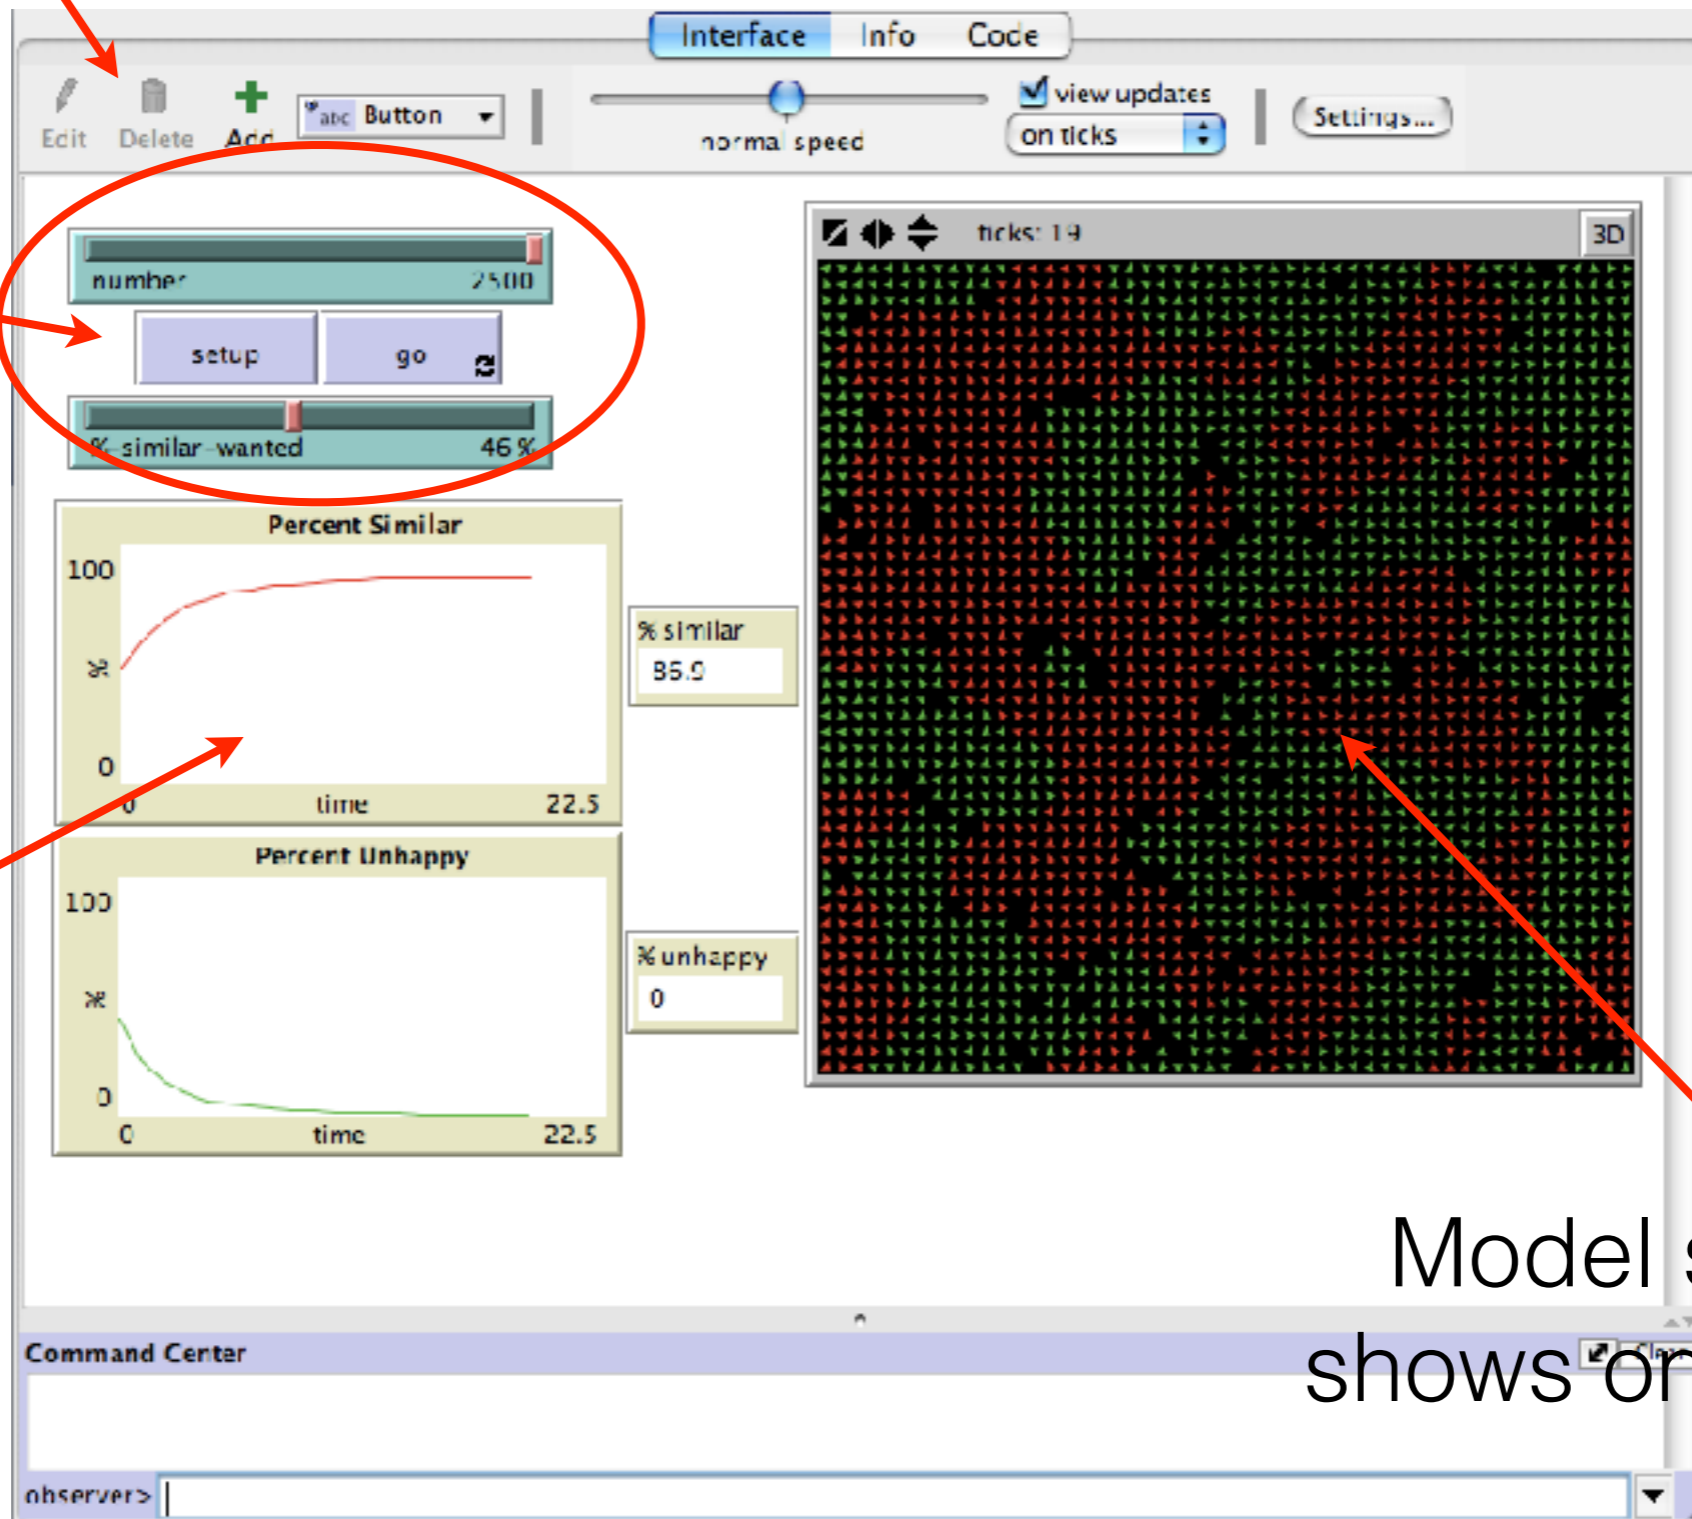 Interface Info Code
Edit Delete Add abc Button normal speed view updates on ticks Settings...
ticks: 19 3D
number 2500
setup go
%-similar-wanted 46 %
Percent Similar
100
%
0
0 time 22.5
% similar
Percent Unhappy
100
%
0
0 time 22.5
% unhappy
0
Model
shows
Command Center
observer>